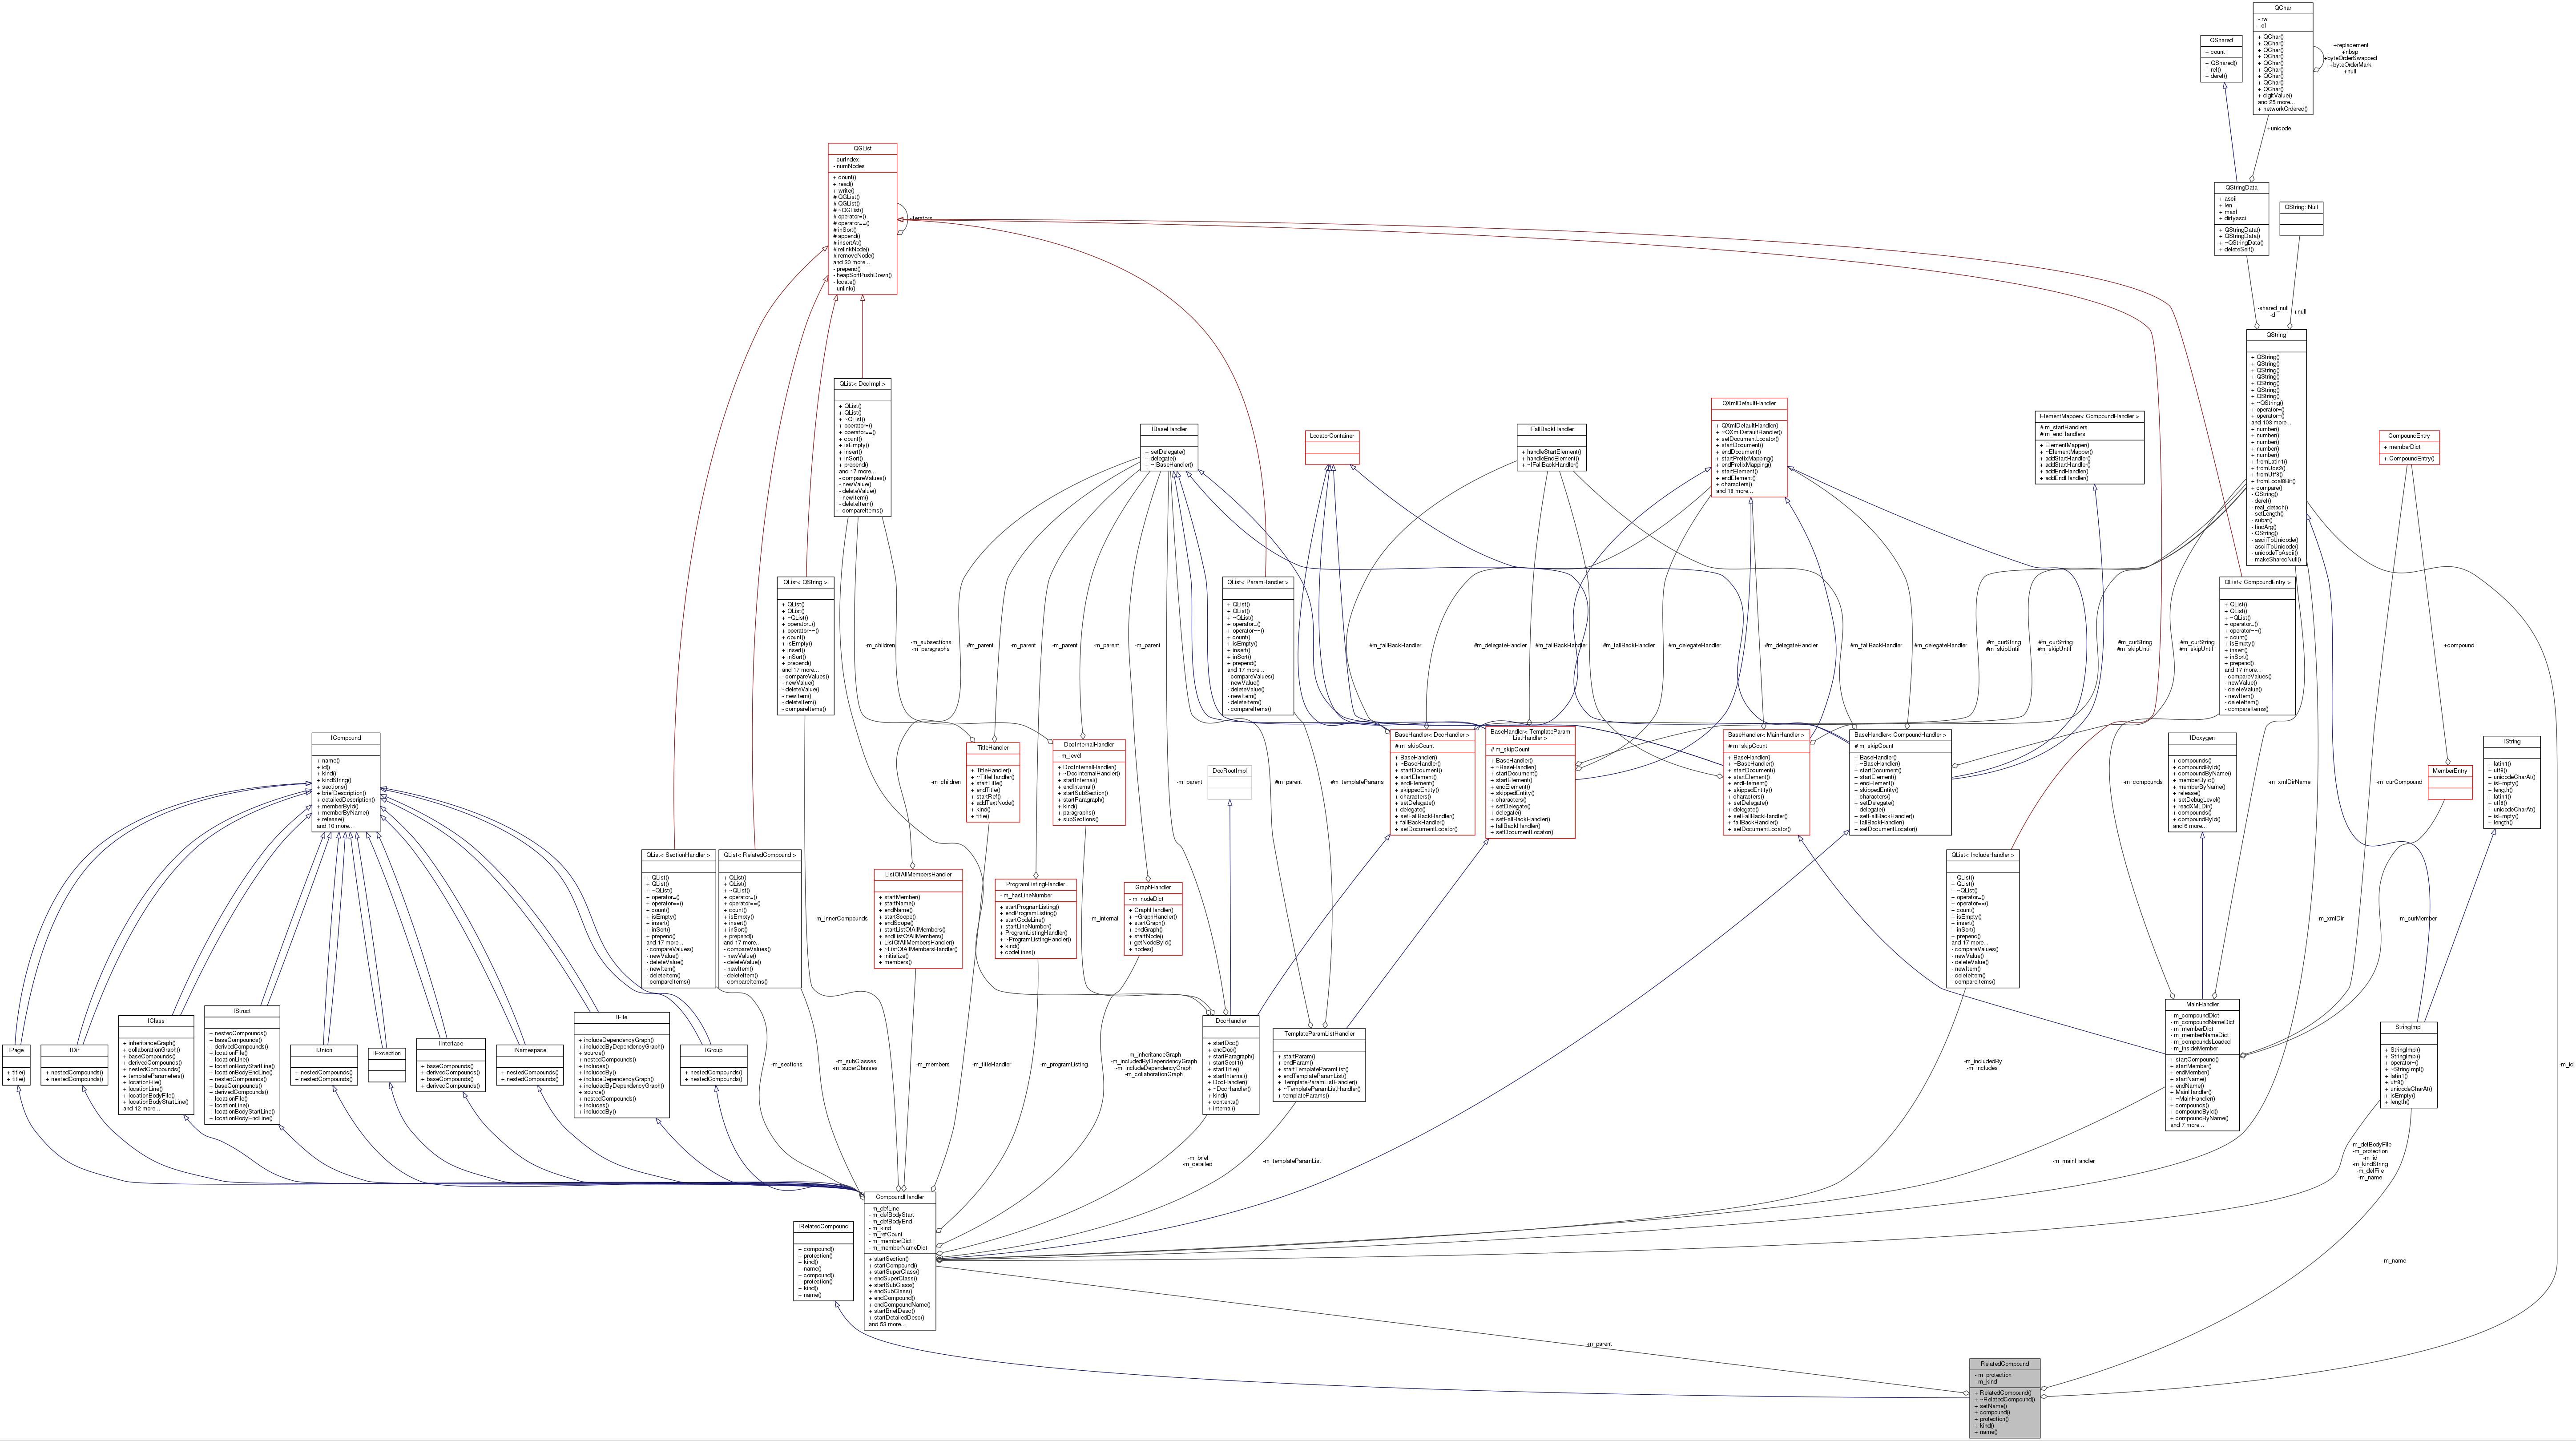 QChar
- rw
- cl
+ QChar()
+ QChar()
+ QChar()
+ QChar()
+ QChar()
+ QChar()
+ QChar()
+ QChar()
+ QChar()
+ digitValue()
and 25 more...
+ networkOrdered()
+replacement
+nbsp
+byteOrderSwapped
+byteOrderMark
+null
QShared
+ count
+ QShared()
+ ref()
+ deref()
+unicode
QStringData
+ ascii
+ len
+ maxl
+ dirtyascii
+ QStringData()
+ QStringData()
+ ~QStringData()
+ deleteSelf()
QString::Null
-shared_null
-d
+null
QGList
- curIndex
- numNodes
+ count()
+ read()
+ write()
# QGList()
# QGList()
# ~QGList()
# operator=()
# operator==()
# inSort()
# append()
# insertAt()
# relinkNode()
# removeNode()
and 30 more...
- prepend()
- heapSortPushDown()
- locate()
- unlink()
-iterators
QString
+ QString()
+ QString()
+ QString()
+ QString()
+ QString()
+ QString()
+ QString()
+ ~QString()
+ operator=()
+ operator=()
and 103 more...
+ number()
+ number()
+ number()
+ number()
+ number()
+ fromLatin1()
+ fromUcs2()
+ fromUtf8()
+ fromLocal8Bit()
+ compare()
- QString()
- deref()
- real_detach()
- setLength()
- subat()
- findArg()
- QString()
- asciiToUnicode()
- asciiToUnicode()
- unicodeToAscii()
- makeSharedNull()
QList< DocImpl >
+ QList()
+ QList()
+ ~QList()
+ operator=()
+ operator==()
+ count()
+ isEmpty()
+ insert()
+ inSort()
+ prepend()
and 17 more...
- compareValues()
- newValue()
- deleteValue()
- newItem()
- deleteItem()
- compareItems()
IBaseHandler
+ setDelegate()
+ delegate()
+ ~IBaseHandler()
LocatorContainer
IFallBackHandler
+ handleStartElement()
+ handleEndElement()
+ ~IFallBackHandler()
QXmlDefaultHandler
+ QXmlDefaultHandler()
+ ~QXmlDefaultHandler()
+ setDocumentLocator()
+ startDocument()
+ endDocument()
+ startPrefixMapping()
+ endPrefixMapping()
+ startElement()
+ endElement()
+ characters()
and 18 more...
ElementMapper< CompoundHandler >
# m_startHandlers
# m_endHandlers
+ ElementMapper()
+ ~ElementMapper()
+ addStartHandler()
+ addStartHandler()
+ addEndHandler()
+ addEndHandler()
CompoundEntry
+ memberDict
+ CompoundEntry()
QList< QString >
+ QList()
+ QList()
+ ~QList()
+ operator=()
+ operator==()
+ count()
+ isEmpty()
+ insert()
+ inSort()
+ prepend()
and 17 more...
- compareValues()
- newValue()
- deleteValue()
- newItem()
- deleteItem()
- compareItems()
QList< ParamHandler >
+ QList()
+ QList()
+ ~QList()
+ operator=()
+ operator==()
+ count()
+ isEmpty()
+ insert()
+ inSort()
+ prepend()
and 17 more...
- compareValues()
- newValue()
- deleteValue()
- newItem()
- deleteItem()
- compareItems()
QList< CompoundEntry >
+ QList()
+ QList()
+ ~QList()
+ operator=()
+ operator==()
+ count()
+ isEmpty()
+ insert()
+ inSort()
+ prepend()
and 17 more...
- compareValues()
- newValue()
- deleteValue()
- newItem()
- deleteItem()
- compareItems()
-m_children
-m_subsections
-m_paragraphs
#m_parent
-m_parent
-m_parent
-m_parent
-m_parent
#m_fallBackHandler
#m_delegateHandler
#m_fallBackHandler
#m_fallBackHandler
#m_delegateHandler
#m_delegateHandler
#m_fallBackHandler
#m_delegateHandler
#m_curString
#m_skipUntil
#m_curString
#m_skipUntil
#m_curString
#m_skipUntil
#m_curString
#m_skipUntil
+compound
ICompound
+ name()
+ id()
+ kind()
+ kindString()
+ sections()
+ briefDescription()
+ detailedDescription()
+ memberById()
+ memberByName()
+ release()
and 10 more...
-m_children
TitleHandler
+ TitleHandler()
+ ~TitleHandler()
+ startTitle()
+ endTitle()
+ startRef()
+ addTextNode()
+ kind()
+ title()
DocInternalHandler
- m_level
+ DocInternalHandler()
+ ~DocInternalHandler()
+ startInternal()
+ endInternal()
+ startSubSection()
+ startParagraph()
+ kind()
+ paragraphs()
+ subSections()
-m_parent
DocRootImpl
#m_parent
#m_templateParams
BaseHandler< DocHandler >
# m_skipCount
+ BaseHandler()
+ ~BaseHandler()
+ startDocument()
+ startElement()
+ endElement()
+ skippedEntity()
+ characters()
+ setDelegate()
+ delegate()
+ setFallBackHandler()
+ fallBackHandler()
+ setDocumentLocator()
BaseHandler< TemplateParam
ListHandler >
# m_skipCount
+ BaseHandler()
+ ~BaseHandler()
+ startDocument()
+ startElement()
+ endElement()
+ skippedEntity()
+ characters()
+ setDelegate()
+ delegate()
+ setFallBackHandler()
+ fallBackHandler()
+ setDocumentLocator()
BaseHandler< MainHandler >
# m_skipCount
+ BaseHandler()
+ ~BaseHandler()
+ startDocument()
+ startElement()
+ endElement()
+ skippedEntity()
+ characters()
+ setDelegate()
+ delegate()
+ setFallBackHandler()
+ fallBackHandler()
+ setDocumentLocator()
BaseHandler< CompoundHandler >
# m_skipCount
+ BaseHandler()
+ ~BaseHandler()
+ startDocument()
+ startElement()
+ endElement()
+ skippedEntity()
+ characters()
+ setDelegate()
+ delegate()
+ setFallBackHandler()
+ fallBackHandler()
+ setDocumentLocator()
-m_compounds
IDoxygen
+ compounds()
+ compoundById()
+ compoundByName()
+ memberById()
+ memberByName()
+ release()
+ setDebugLevel()
+ readXMLDir()
+ compounds()
+ compoundById()
and 6 more...
-m_xmlDirName
-m_curCompound
MemberEntry
IString
+ latin1()
+ utf8()
+ unicodeCharAt()
+ isEmpty()
+ length()
+ latin1()
+ utf8()
+ unicodeCharAt()
+ isEmpty()
+ length()
QList< SectionHandler >
+ QList()
+ QList()
+ ~QList()
+ operator=()
+ operator==()
+ count()
+ isEmpty()
+ insert()
+ inSort()
+ prepend()
and 17 more...
- compareValues()
- newValue()
- deleteValue()
- newItem()
- deleteItem()
- compareItems()
QList< RelatedCompound >
+ QList()
+ QList()
+ ~QList()
+ operator=()
+ operator==()
+ count()
+ isEmpty()
+ insert()
+ inSort()
+ prepend()
and 17 more...
- compareValues()
- newValue()
- deleteValue()
- newItem()
- deleteItem()
- compareItems()
-m_innerCompounds
ListOfAllMembersHandler
+ startMember()
+ startName()
+ endName()
+ startScope()
+ endScope()
+ startListOfAllMembers()
+ endListOfAllMembers()
+ ListOfAllMembersHandler()
+ ~ListOfAllMembersHandler()
+ initialize()
+ members()
ProgramListingHandler
- m_hasLineNumber
+ startProgramListing()
+ endProgramListing()
+ startCodeLine()
+ startLineNumber()
+ ProgramListingHandler()
+ ~ProgramListingHandler()
+ kind()
+ codeLines()
-m_internal
GraphHandler
- m_nodeDict
+ GraphHandler()
+ ~GraphHandler()
+ startGraph()
+ endGraph()
+ startNode()
+ getNodeById()
+ nodes()
QList< IncludeHandler >
+ QList()
+ QList()
+ ~QList()
+ operator=()
+ operator==()
+ count()
+ isEmpty()
+ insert()
+ inSort()
+ prepend()
and 17 more...
- compareValues()
- newValue()
- deleteValue()
- newItem()
- deleteItem()
- compareItems()
-m_xmlDir
-m_curMember
IPage
+ title()
+ title()
IDir
+ nestedCompounds()
+ nestedCompounds()
IClass
+ inheritanceGraph()
+ collaborationGraph()
+ baseCompounds()
+ derivedCompounds()
+ nestedCompounds()
+ templateParameters()
+ locationFile()
+ locationLine()
+ locationBodyFile()
+ locationBodyStartLine()
and 12 more...
IStruct
+ nestedCompounds()
+ baseCompounds()
+ derivedCompounds()
+ locationFile()
+ locationLine()
+ locationBodyStartLine()
+ locationBodyEndLine()
+ nestedCompounds()
+ baseCompounds()
+ derivedCompounds()
+ locationFile()
+ locationLine()
+ locationBodyStartLine()
+ locationBodyEndLine()
IUnion
+ nestedCompounds()
+ nestedCompounds()
IException
IInterface
+ baseCompounds()
+ derivedCompounds()
+ baseCompounds()
+ derivedCompounds()
INamespace
+ nestedCompounds()
+ nestedCompounds()
IFile
+ includeDependencyGraph()
+ includedByDependencyGraph()
+ source()
+ nestedCompounds()
+ includes()
+ includedBy()
+ includeDependencyGraph()
+ includedByDependencyGraph()
+ source()
+ nestedCompounds()
+ includes()
+ includedBy()
IGroup
+ nestedCompounds()
+ nestedCompounds()
-m_sections
-m_subClasses
-m_superClasses
-m_members
-m_titleHandler
-m_programListing
-m_inheritanceGraph
-m_includedByDependencyGraph
-m_includeDependencyGraph
-m_collaborationGraph
DocHandler
+ startDoc()
+ endDoc()
+ startParagraph()
+ startSect1()
+ startTitle()
+ startInternal()
+ DocHandler()
+ ~DocHandler()
+ kind()
+ contents()
+ internal()
TemplateParamListHandler
+ startParam()
+ endParam()
+ startTemplateParamList()
+ endTemplateParamList()
+ TemplateParamListHandler()
+ ~TemplateParamListHandler()
+ templateParams()
-m_includedBy
-m_includes
MainHandler
- m_compoundDict
- m_compoundNameDict
- m_memberDict
- m_memberNameDict
- m_compoundsLoaded
- m_insideMember
+ startCompound()
+ startMember()
+ endMember()
+ startName()
+ endName()
+ MainHandler()
+ ~MainHandler()
+ compounds()
+ compoundById()
+ compoundByName()
and 7 more...
StringImpl
+ StringImpl()
+ StringImpl()
+ operator=()
+ ~StringImpl()
+ latin1()
+ utf8()
+ unicodeCharAt()
+ isEmpty()
+ length()
-m_id
-m_brief
-m_detailed
-m_templateParamList
-m_mainHandler
-m_defBodyFile
-m_protection
-m_id
-m_kindString
-m_defFile
-m_name
IRelatedCompound
+ compound()
+ protection()
+ kind()
+ name()
+ compound()
+ protection()
+ kind()
+ name()
CompoundHandler
- m_defLine
- m_defBodyStart
- m_defBodyEnd
- m_kind
- m_refCount
- m_memberDict
- m_memberNameDict
+ startSection()
+ startCompound()
+ startSuperClass()
+ endSuperClass()
+ startSubClass()
+ endSubClass()
+ endCompound()
+ endCompoundName()
+ startBriefDesc()
+ startDetailedDesc()
and 53 more...
-m_name
-m_parent
RelatedCompound
- m_protection
- m_kind
+ RelatedCompound()
+ ~RelatedCompound()
+ setName()
+ compound()
+ protection()
+ kind()
+ name()